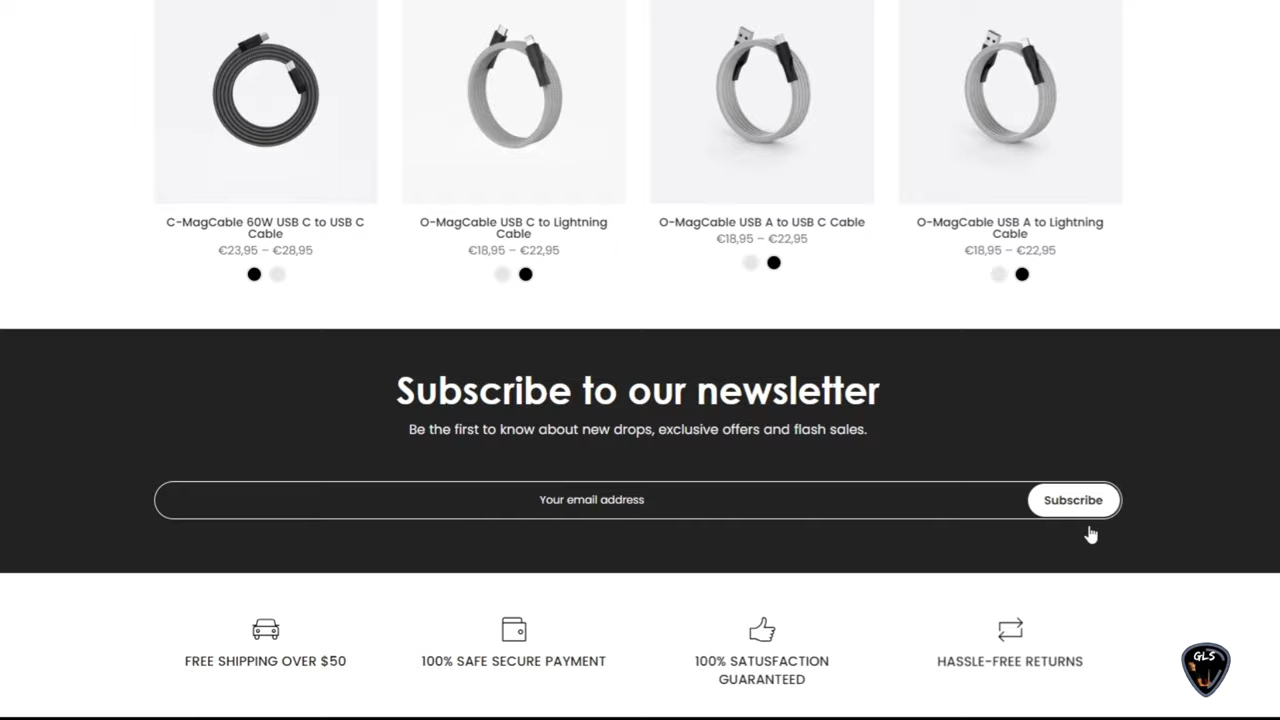 C-MagCable 60W USB C to USB C
Cable
€23,95 – €28,95
O-MagCable USB C to Lightning
Cable
€18,95 – €22,95
O-MagCable USB A to USB C Cable
€18,95 – €22,95
O-MagCable USB A to Lightning
Cable
€18,95 – €22,95
Subscribe to our newsletter
Be the first to know about new drops, exclusive offers and flash sales.
Your email address
Subscribe
FREE SHIPPING OVER $50
100% SAFE SECURE PAYMENT
100% SATUSFACTION
GUARANTEED
HASSLE-FREE RETURNS
GLS